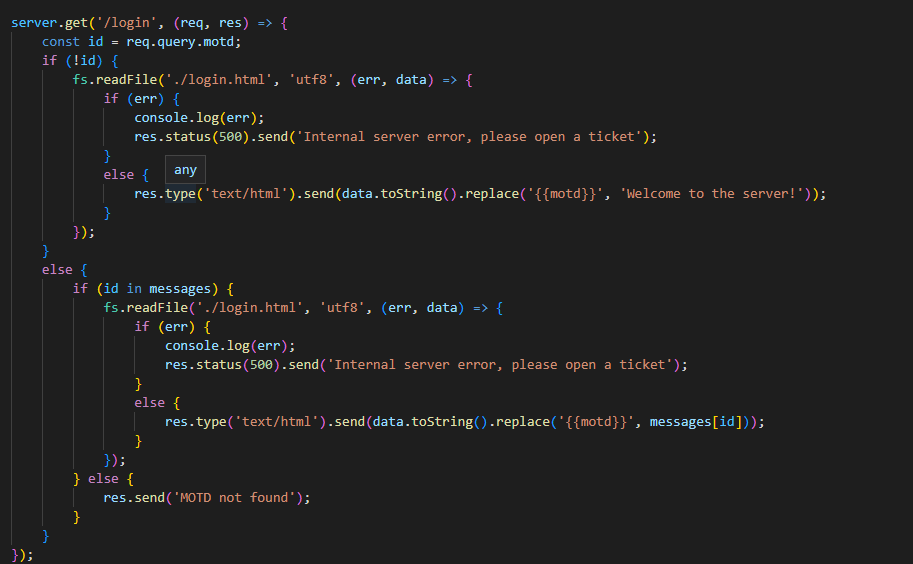 server.get('/login', (req, res) => {
    const id = req.query.motd;
    if (!id) {
        fs.readFile('./login.html', 'utf8', (err, data) => {
            if (err) {
                console.log(err);
                res.status(500).send('Internal server error, please open a ticket');
            }
any
            else {
                res.type('text/html').send(data.toString().replace('{{motd}}', 'Welcome to the server!'));
            }
        });
    }
    else {
        if (id in messages) {
            fs.readFile('./login.html', 'utf8', (err, data) => {
                if (err) {
                    console.log(err);
                    res.status(500).send('Internal server error, please open a ticket');
                }
                else {
                    res.type('text/html').send(data.toString().replace('{{motd}}', messages[id]));
                }
            });
        } else {
            res.send('MOTD not found');
        }
    }
});